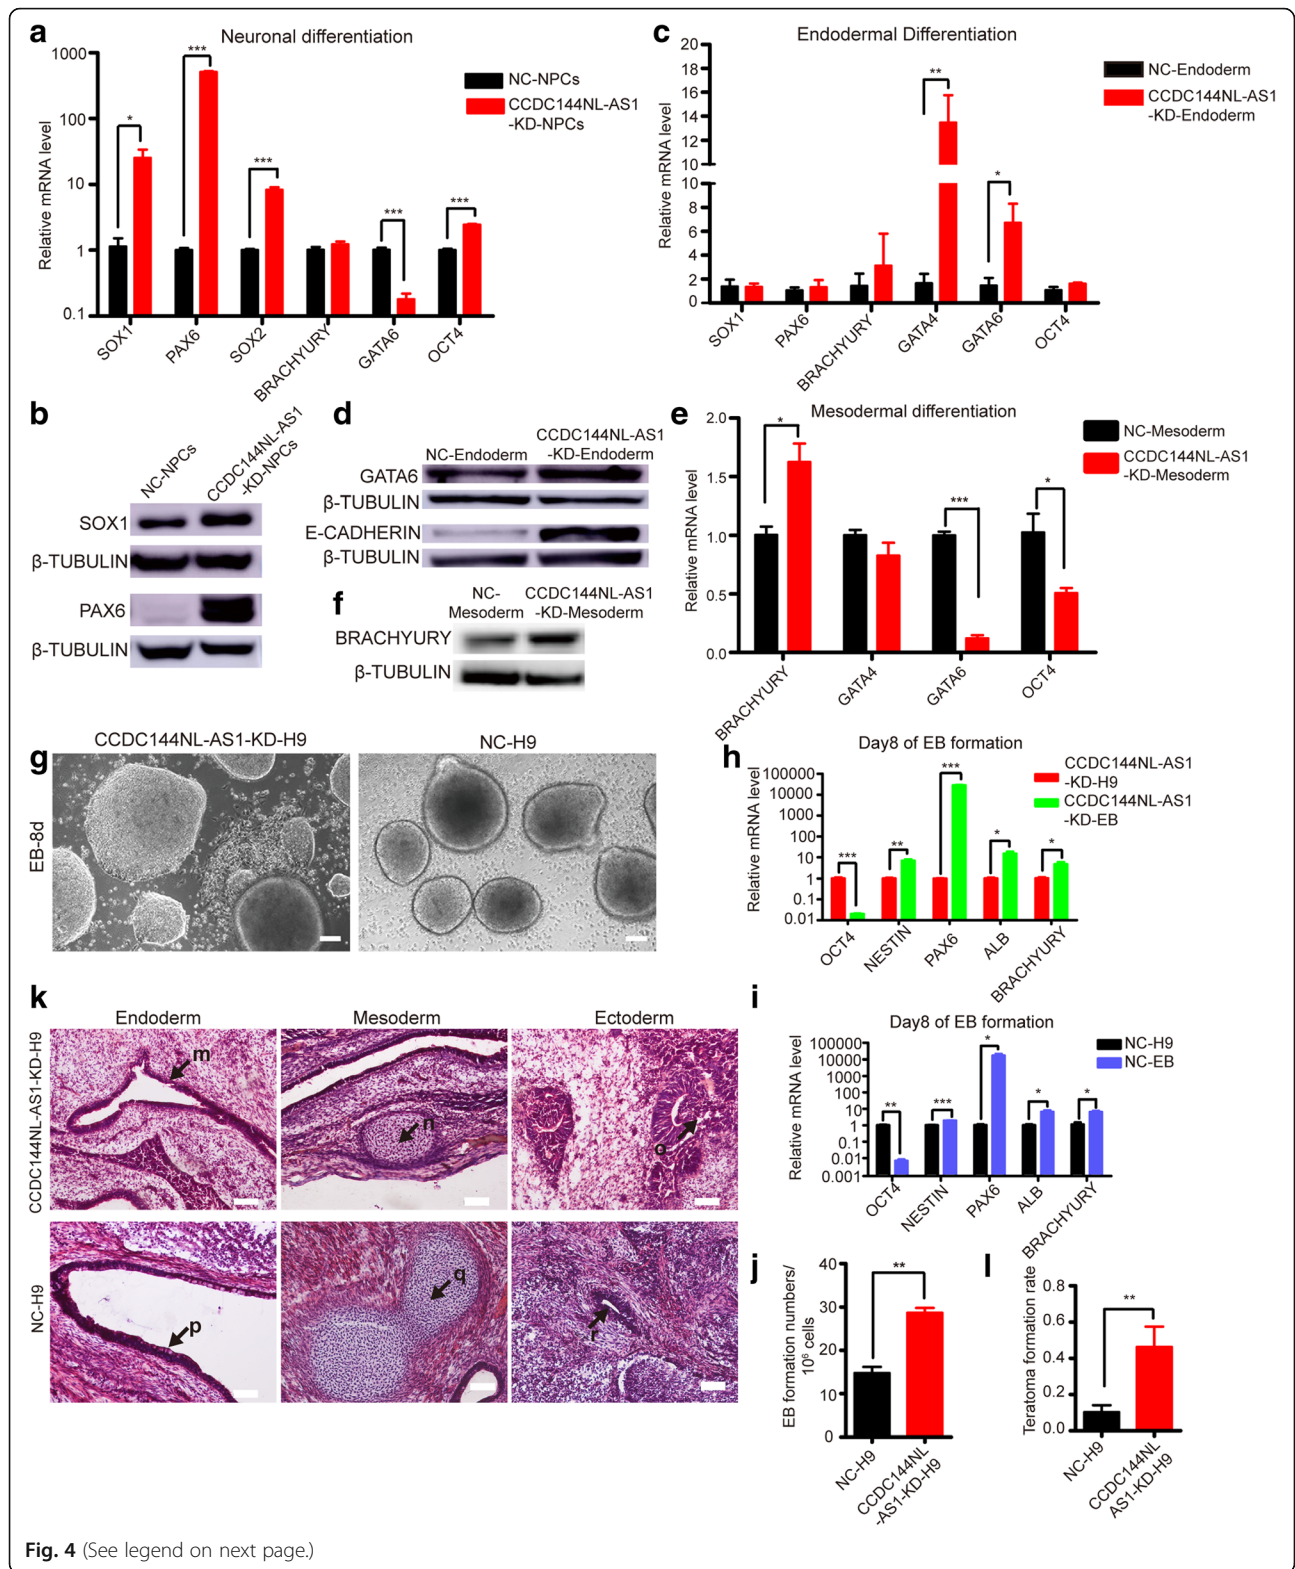 a
Neuronal differentiation
1000
100
10
1
0.1
Relative mRNA level
*
***
***
***
***
NC-NPCs
CCDC144NL-AS1
-KD-NPCs
SOX1
PAX6
SOX2
BRACHYURY
GATA6
OCT4
c
Endodermal Differentiation
20
18
16
14
12
10
10
8
6
4
2
0
Relative mRNA level
**
*
NC-Endoderm
CCDC144NL-AS1
-KD-Endoderm
SOX1
PAX6
BRACHYURY
GATA4
GATA6
OCT4
b
NC-NPCs
CCDC144NL-AS1
-KD-NPCs
SOX1
β-TUBULIN
PAX6
β-TUBULIN
d
NC-Endoderm
CCDC144NL-AS1
-KD-Endoderm
GATA6
β-TUBULIN
E-CADHERIN
β-TUBULIN
f
NC-
Mesoderm
CCDC144NL-AS1
-KD-Mesoderm
BRACHYURY
β-TUBULIN
e
Mesodermal differentiation
2.0
1.5
1.0
0.5
0.0
Relative mRNA level
*
***
*
NC-Mesoderm
CCDC144NL-AS1
-KD-Mesoderm
BRACHYURY
GATA4
GATA6
OCT4
g
CCDC144NL-AS1-KD-H9
NC-H9
EB-8d
h
Day8 of EB formation
100000
10000
1000
100
10
1
0.1
0.01
Relative mRNA level
***
**
***
*
*
CCDC144NL-AS1
-KD-H9
CCDC144NL-AS1
-KD-EB
OCT4
NESTIN
PAX6
ALB
BRACHYURY
k
Endoderm
Mesoderm
Ectoderm
CCDC144NL-AS1-KD-H9
m
n
o
NC-H9
p
q
r
i
Day8 of EB formation
100000
10000
1000
100
10
1
0.1
0.01
0.001
Relative mRNA level
**
***
*
*
*
NC-H9
NC-EB
OCT4
NESTIN
PAX6
ALB
BRACHYURY
j
40
30
20
10
0
EB formation numbers/
10⁶ cells
**
NC-H9
CCDC144NL
-AS1-KD-H9
l
0.8
0.6
0.4
0.2
0.0
Teratoma formation rate
**
NC-H9
CCDC144NL
AS1-KD-H9
Fig. 4 (See legend on next page.)